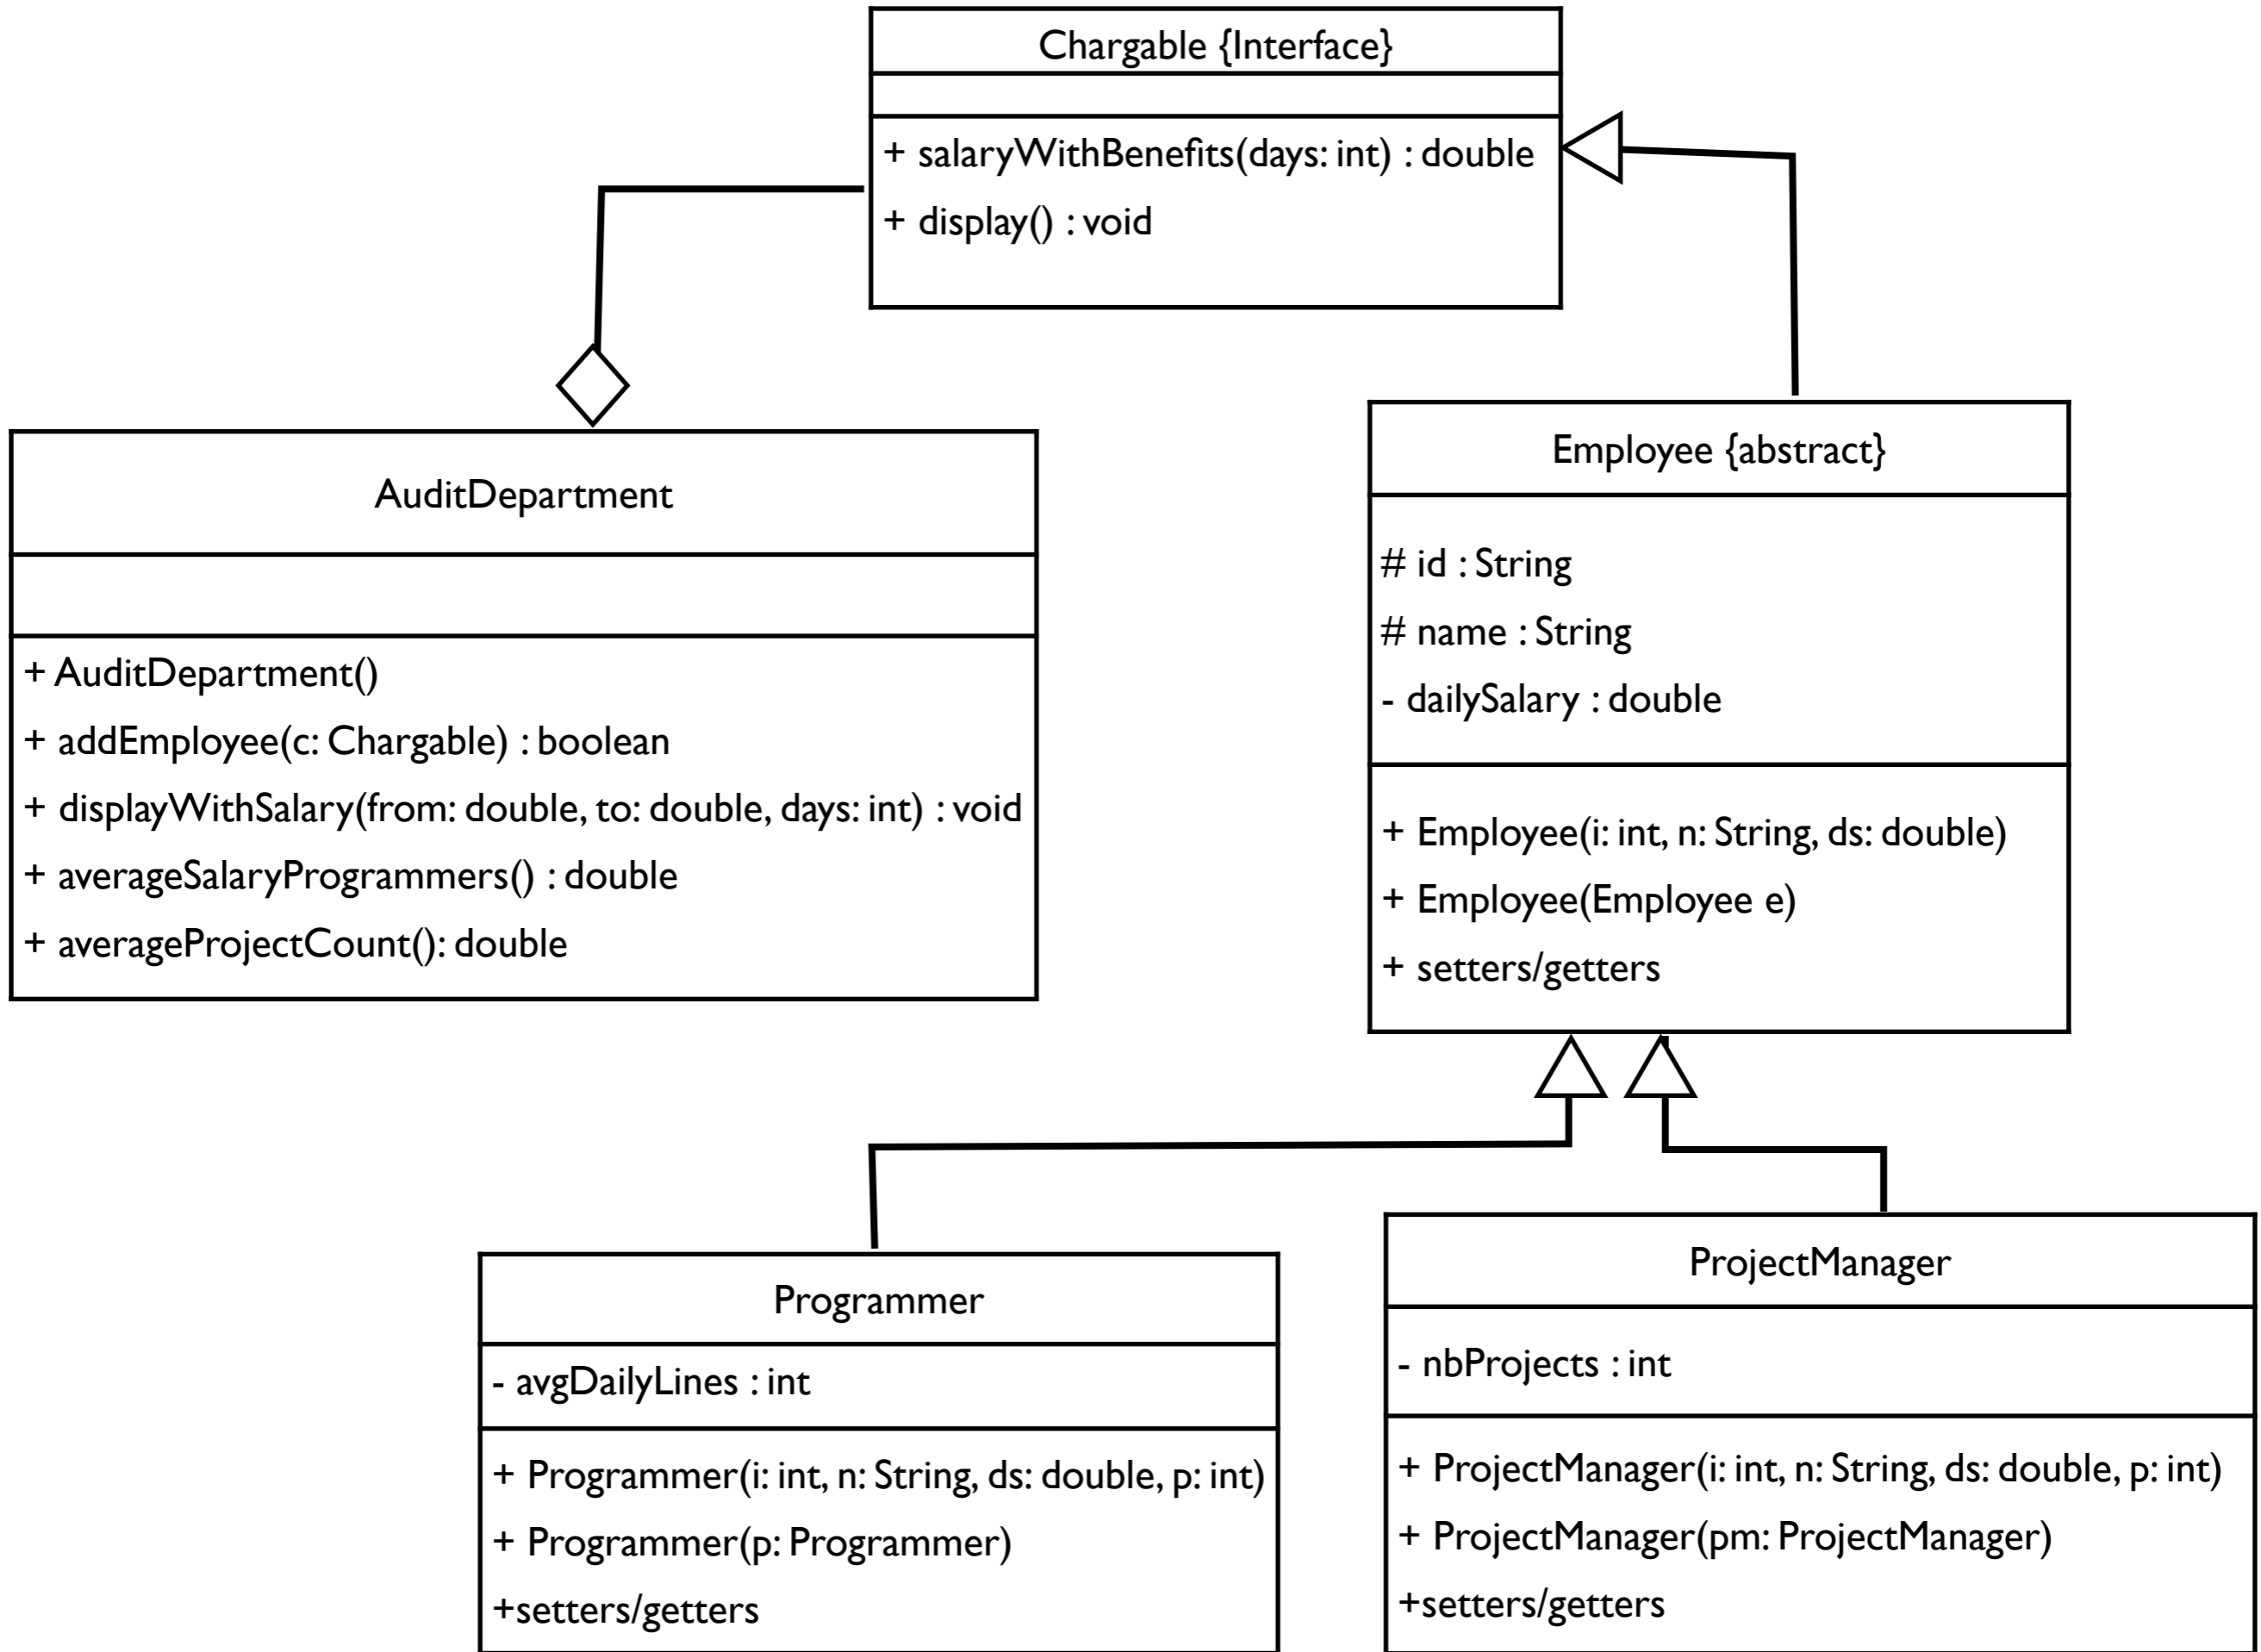 Chargable {Interface}
+ salaryWithBenefits(days: int) : double
+ display() : void
AuditDepartment
+ AuditDepartment()
+ addEmployee(c: Chargable) : boolean
+ displayWithSalary(from: double, to: double, days: int) : void
+ averageSalaryProgrammers() : double
+ averageProjectCount(): double
Employee {abstract}
# id : String
# name : String
- dailySalary : double
+ Employee(i: int, n: String, ds: double)
+ Employee(Employee e)
+ setters/getters
Programmer
- avgDailyLines : int
+ Programmer(i: int, n: String, ds: double, p: int)
+ Programmer(p: Programmer)
+setters/getters
ProjectManager
- nbProjects : int
+ ProjectManager(i: int, n: String, ds: double, p: int)
+ ProjectManager(pm: ProjectManager)
+setters/getters